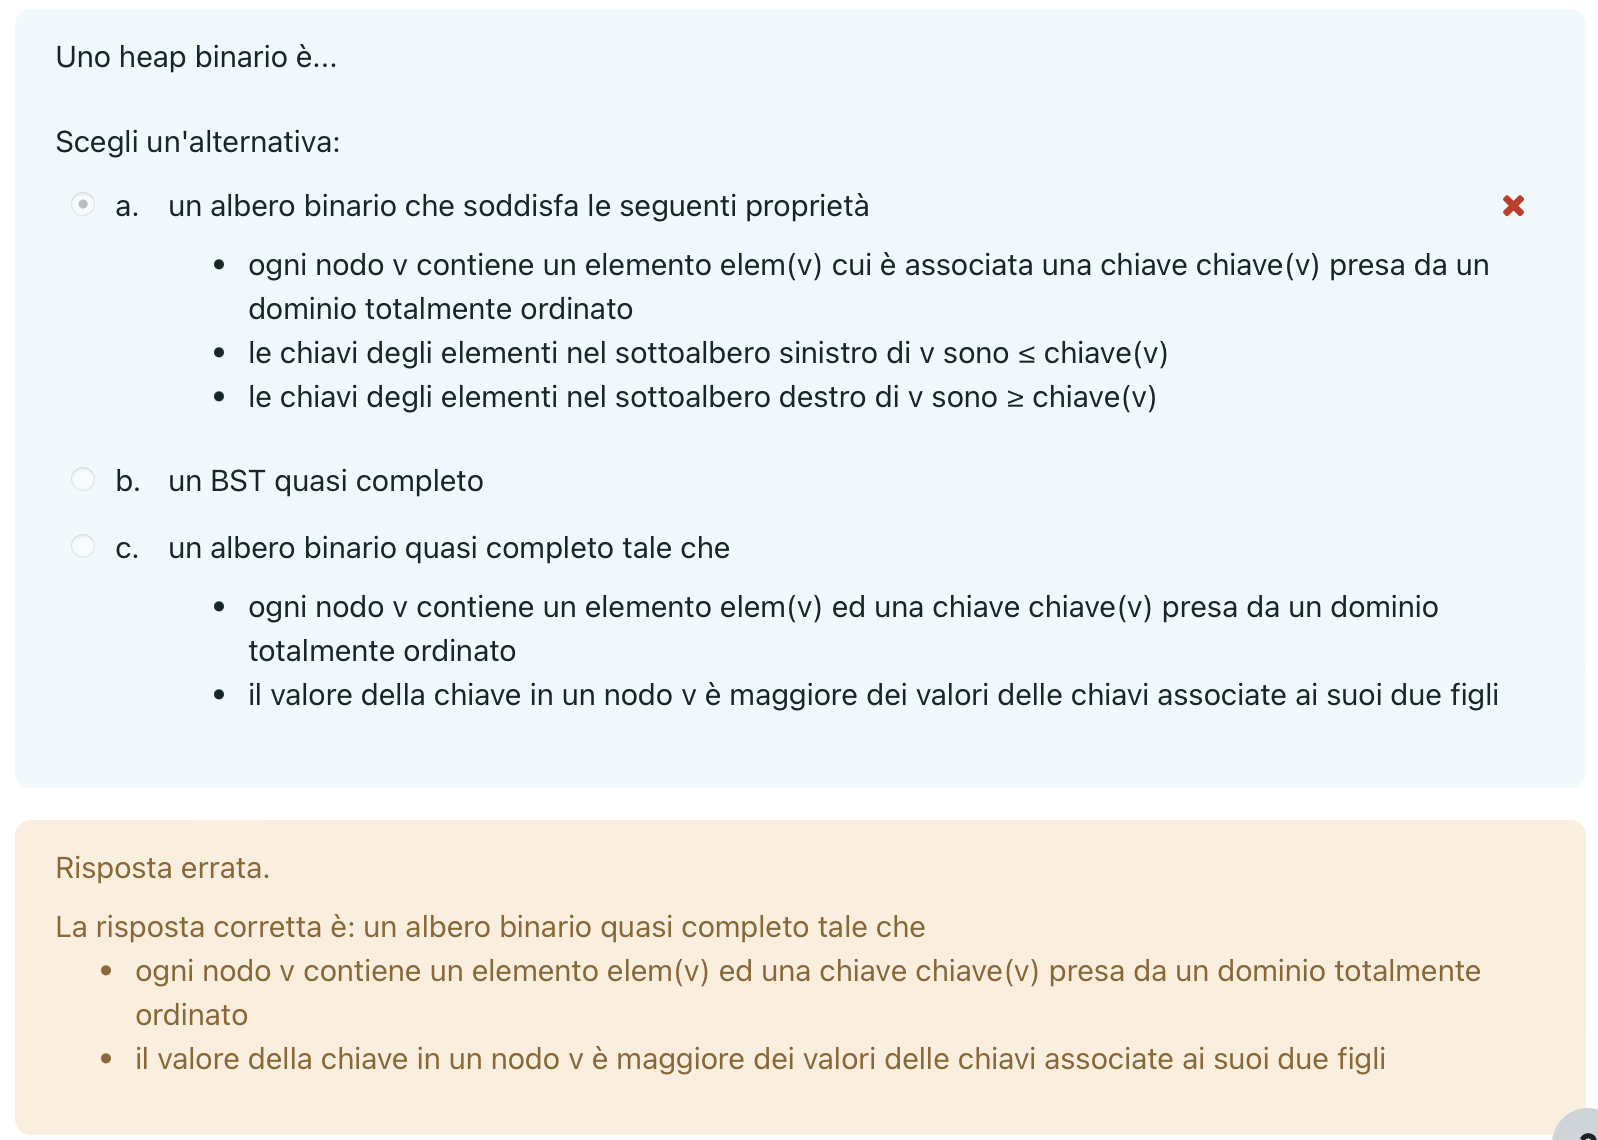 Uno heap binario è...
Scegli un'alternativa:
a. un albero binario che soddisfa le seguenti proprietà
• ogni nodo v contiene un elemento elem(v) cui è associata una chiave chiave(v) presa da un
dominio totalmente ordinato
• le chiavi degli elementi nel sottoalbero sinistro di v sono ≤ chiave(v)
• le chiavi degli elementi nel sottoalbero destro di v sono ≥ chiave(v)
b. un BST quasi completo
c. un albero binario quasi completo tale che
• ogni nodo v contiene un elemento elem(v) ed una chiave chiave(v) presa da un dominio
totalmente ordinato
• il valore della chiave in un nodo v è maggiore dei valori delle chiavi associate ai suoi due figli
Risposta errata.
La risposta corretta è: un albero binario quasi completo tale che
• ogni nodo v contiene un elemento elem(v) ed una chiave chiave(v) presa da un dominio totalmente
ordinato
• il valore della chiave in un nodo v è maggiore dei valori delle chiavi associate ai suoi due figli